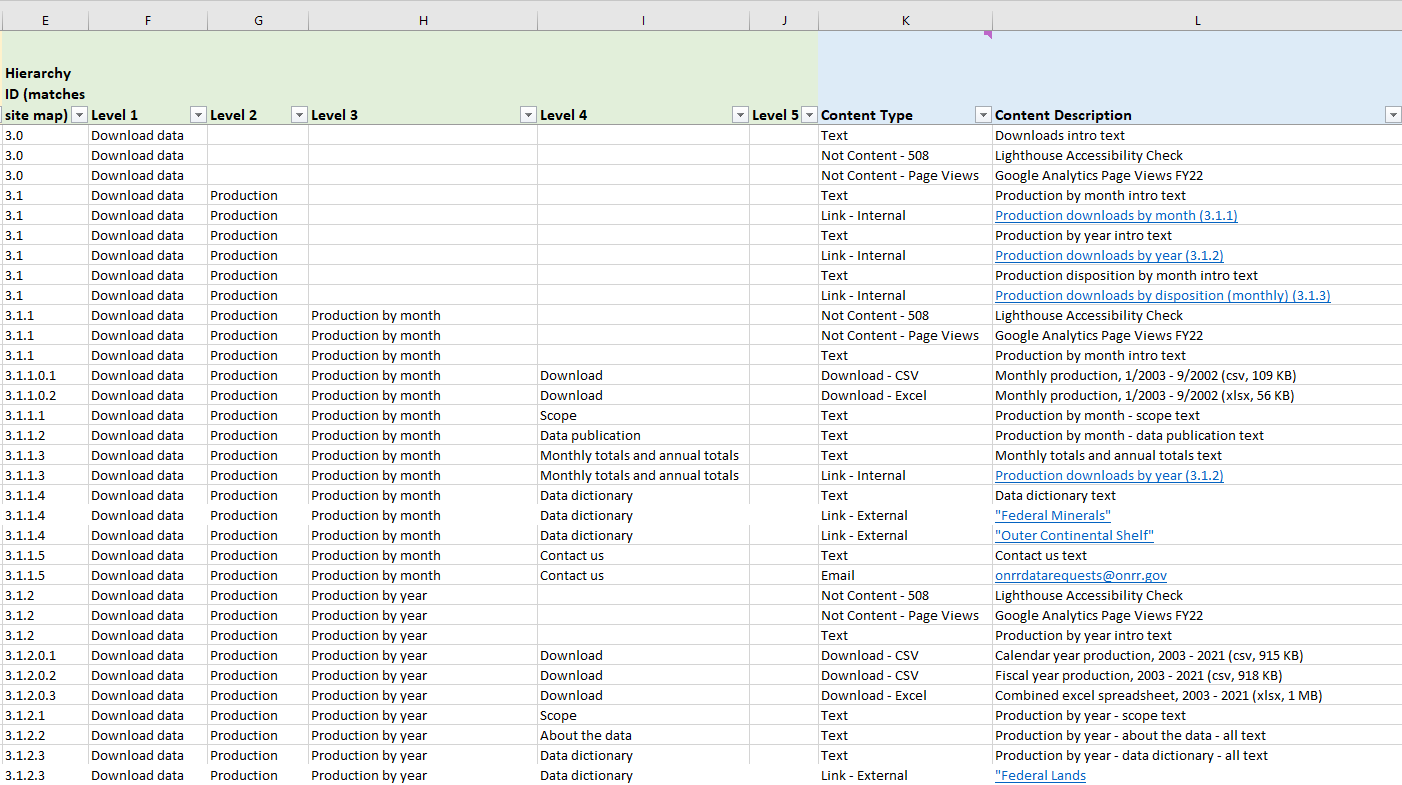 E F G H I J K L
Hierarchy
ID (matches
site map) Level 1 Level 2 Level 3 Level 4 Level 5 Content Type Content Description
3.0 Download data Text Downloads intro text
3.0 Download data Not Content - 508 Lighthouse Accessibility Check
3.0 Download data Not Content - Page Views Google Analytics Page Views FY22
3.1 Download data Production Text Production by month intro text
3.1 Download data Production Link - Internal Production downloads by month (3.1.1)
3.1 Download data Production Text Production by year intro text
3.1 Download data Production Link - Internal Production downloads by year (3.1.2)
3.1 Download data Production Text Production disposition by month intro text
3.1 Download data Production Link - Internal Production downloads by disposition (monthly) (3.1.3)
3.1.1 Download data Production Production by month Not Content - 508 Lighthouse Accessibility Check
3.1.1 Download data Production Production by month Not Content - Page Views Google Analytics Page Views FY22
3.1.1 Download data Production Production by month Text Production by month intro text
3.1.1.0.1 Download data Production Production by month Download Download - CSV Monthly production, 1/2003 - 9/2002 (csv, 109 KB)
3.1.1.0.2 Download data Production Production by month Download Download - Excel Monthly production, 1/2003 - 9/2002 (xlsx, 56 KB)
3.1.1.1 Download data Production Production by month Scope Text Production by month - scope text
3.1.1.2 Download data Production Production by month Data publication Text Production by month - data publication text
3.1.1.3 Download data Production Production by month Monthly totals and annual totals Text Monthly totals and annual totals text
3.1.1.3 Download data Production Production by month Monthly totals and annual totals Link - Internal Production downloads by year (3.1.2)
3.1.1.4 Download data Production Production by month Data dictionary Text Data dictionary text
3.1.1.4 Download data Production Production by month Data dictionary Link - External "Federal Minerals"
3.1.1.4 Download data Production Production by month Data dictionary Link - External "Outer Continental Shelf"
3.1.1.5 Download data Production Production by month Contact us Text Contact us text
3.1.1.5 Download data Production Production by month Contact us Email onrrdatarequests@onrr.gov
3.1.2 Download data Production Production by year Not Content - 508 Lighthouse Accessibility Check
3.1.2 Download data Production Production by year Not Content - Page Views Google Analytics Page Views FY22
3.1.2 Download data Production Production by year Text Production by year intro text
3.1.2.0.1 Download data Production Production by year Download Download - CSV Calendar year production, 2003 - 2021 (csv, 915 KB)
3.1.2.0.2 Download data Production Production by year Download Download - CSV Fiscal year production, 2003 - 2021 (csv, 918 KB)
3.1.2.0.3 Download data Production Production by year Download Download - Excel Combined excel spreadsheet, 2003 - 2021 (xlsx, 1 MB)
3.1.2.1 Download data Production Production by year Scope Text Production by year - scope text
3.1.2.2 Download data Production Production by year About the data Text Production by year - about the data - all text
3.1.2.3 Download data Production Production by year Data dictionary Text Production by year - data dictionary - all text
3.1.2.3 Download data Production Production by year Data dictionary Link - External "Federal Lands